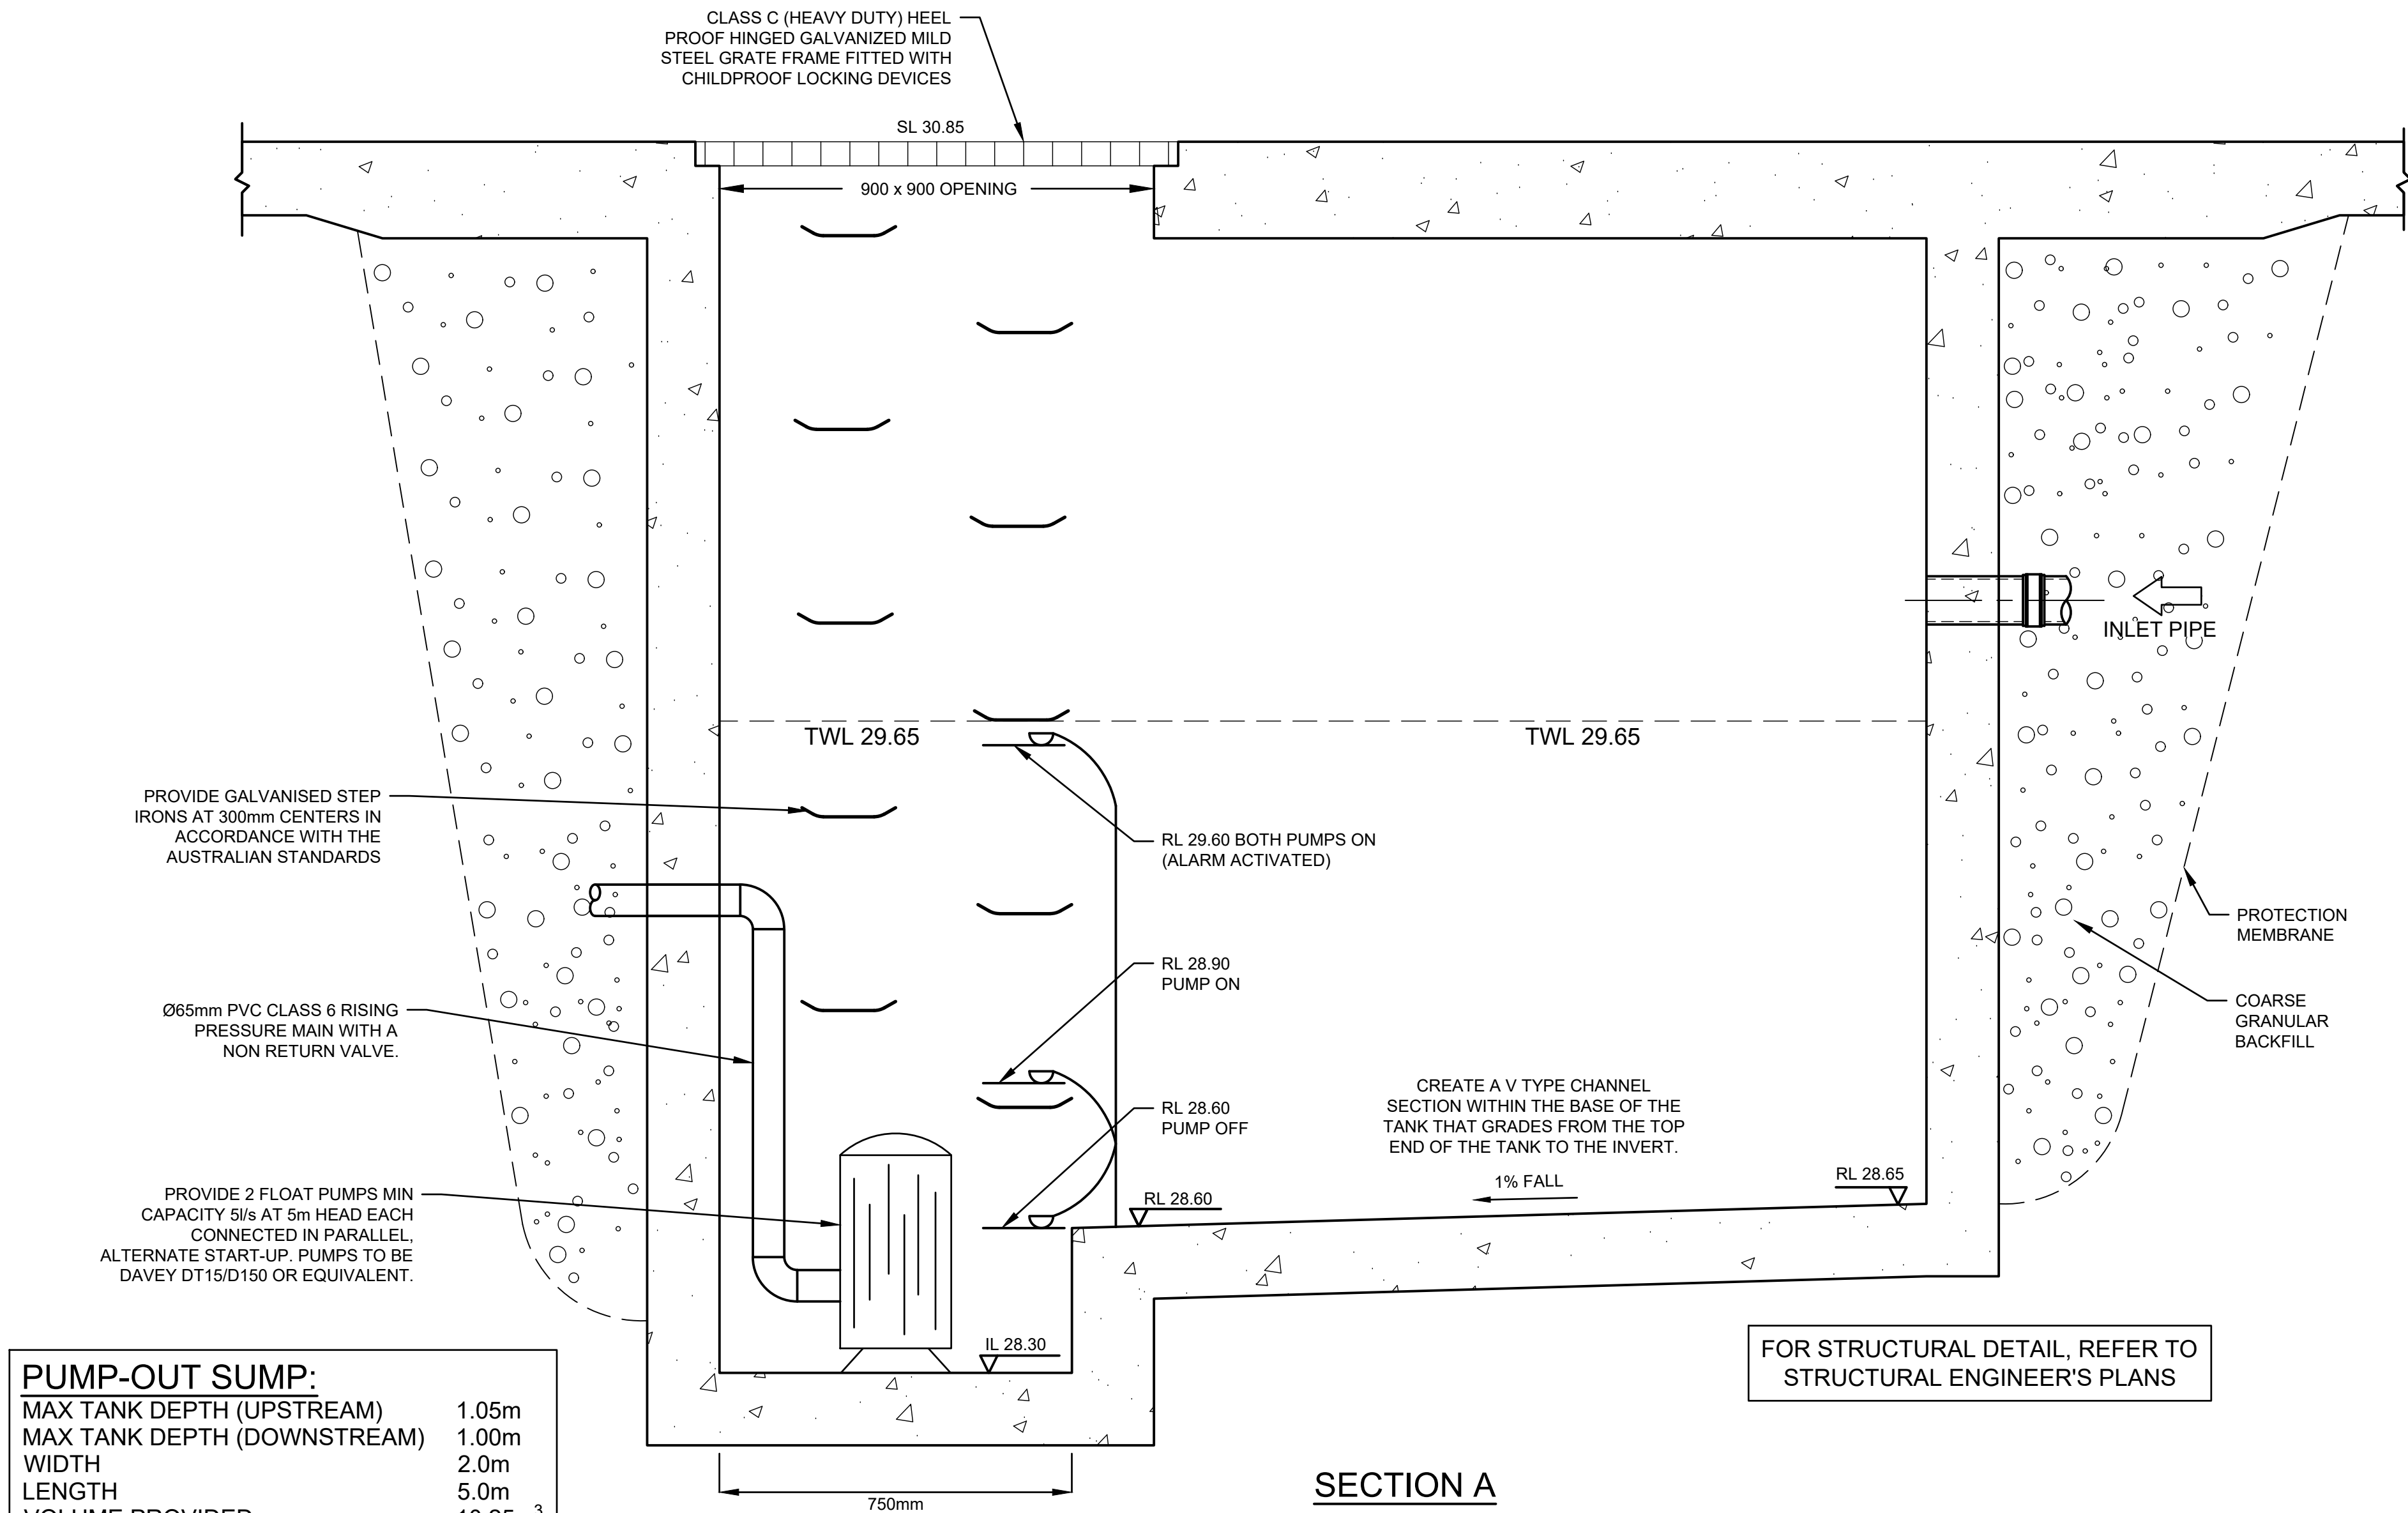 CLASS C (HEAVY DUTY) HEEL
PROOF HINGED GALVANIZED MILD
STEEL GRATE FRAME FITTED WITH
CHILDPROOF LOCKING DEVICES
SL 30.85
900 x 900 OPENING
INLET PIPE
TWL 29.65
TWL 29.65
PROVIDE GALVANISED STEP
IRONS AT 300mm CENTERS IN
ACCORDANCE WITH THE
AUSTRALIAN STANDARDS
RL 29.60 BOTH PUMPS ON
(ALARM ACTIVATED)
PROTECTION
MEMBRANE
RL 28.90
PUMP ON
COARSE
GRANULAR
BACKFILL
Ø65mm PVC CLASS 6 RISING
PRESSURE MAIN WITH A
NON RETURN VALVE.
RL 28.60
PUMP OFF
CREATE A V TYPE CHANNEL
SECTION WITHIN THE BASE OF THE
TANK THAT GRADES FROM THE TOP
END OF THE TANK TO THE INVERT.
1% FALL
RL 28.65
RL 28.60
PROVIDE 2 FLOAT PUMPS MIN
CAPACITY 5l/s AT 5m HEAD EACH
CONNECTED IN PARALLEL,
ALTERNATE START-UP. PUMPS TO BE
DAVEY DT15/D150 OR EQUIVALENT.
IL 28.30
FOR STRUCTURAL DETAIL, REFER TO
STRUCTURAL ENGINEER'S PLANS
PUMP-OUT SUMP:
MAX TANK DEPTH (UPSTREAM) 1.05m
MAX TANK DEPTH (DOWNSTREAM) 1.00m
WIDTH 2.0m
LENGTH 5.0m
VOLUME PROVIDED
750mm
SECTION A